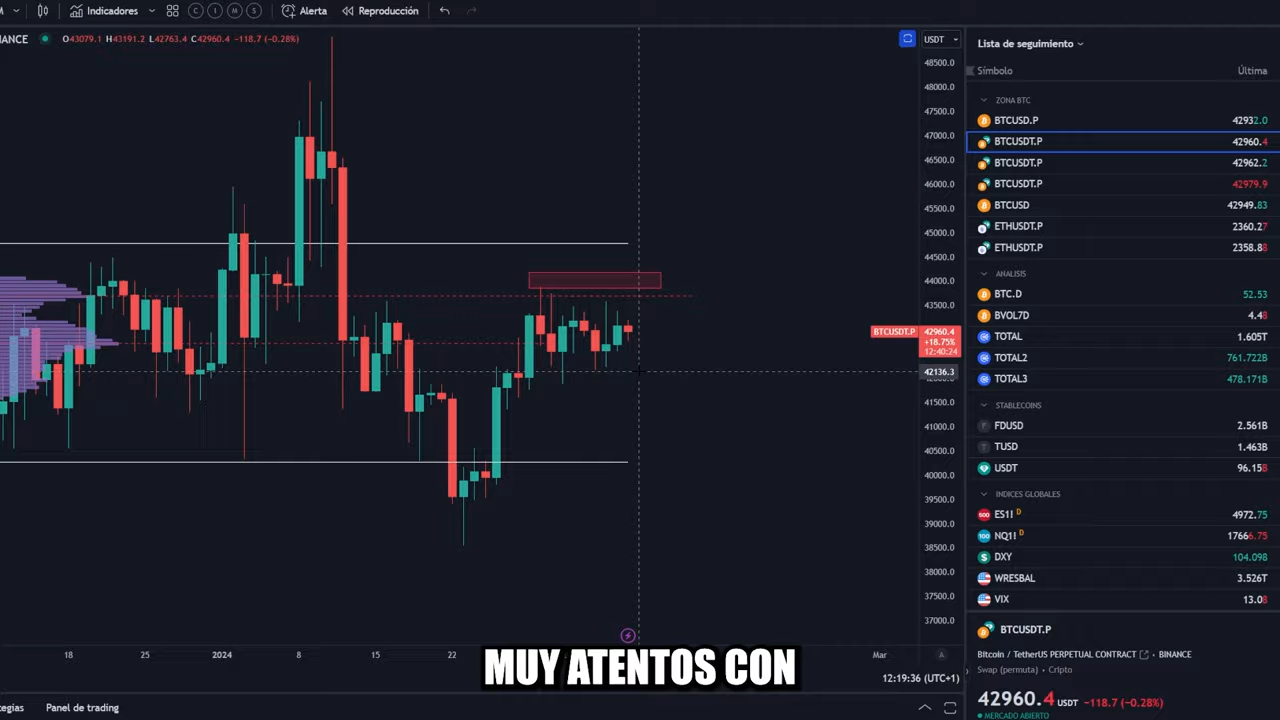 M Indicadores C I M S Alerta Reproducción
NANCE O43079.1 H43191.2 L42763.4 C42960.4 -118.7 (-0.28%)
USDT
48500.0
48000.0
47500.0
47000.0
46500.0
46000.0
45500.0
45000.0
44500.0
44000.0
43500.0
BTCUSDT.P 42960.4
+18.75%
12:40:24
42136.3
41500.0
41000.0
40500.0
40000.0
39500.0
39000.0
38500.0
38000.0
37500.0
37000.0
18 25 2024 8 15 22 Mar A
MUY ATENTOS CON
12:19:36 (UTC+1)
tegias Panel de trading
Lista de seguimiento
Símbolo Última
ZONA BTC
BTCUSD.P 42932.0
BTCUSDT.P 42960.4
BTCUSDT.P 42962.2
BTCUSDT.P 42979.9
BTCUSD 42949.83
ETHUSDT.P 2360.27
ETHUSDT.P 2358.88
ANALISIS
BTC.D 52.53
BVOL7D 4.48
TOTAL 1.605T
TOTAL2 761.722B
TOTAL3 478.171B
STABLECOINS
FDUSD 2.561B
TUSD 1.463B
USDT 96.15B
INDICES GLOBALES
500 ES1! D 4972.75
100 NQ1! D 17666.75
DXY 104.098
WRESBAL 3.526T
VIX 13.08
BTCUSDT.P
Bitcoin / TetherUS PERPETUAL CONTRACT • BINANCE
Swap (permuta) • Cripto
42960.4 USDT -118.7 (-0.28%)
MERCADO ABIERTO